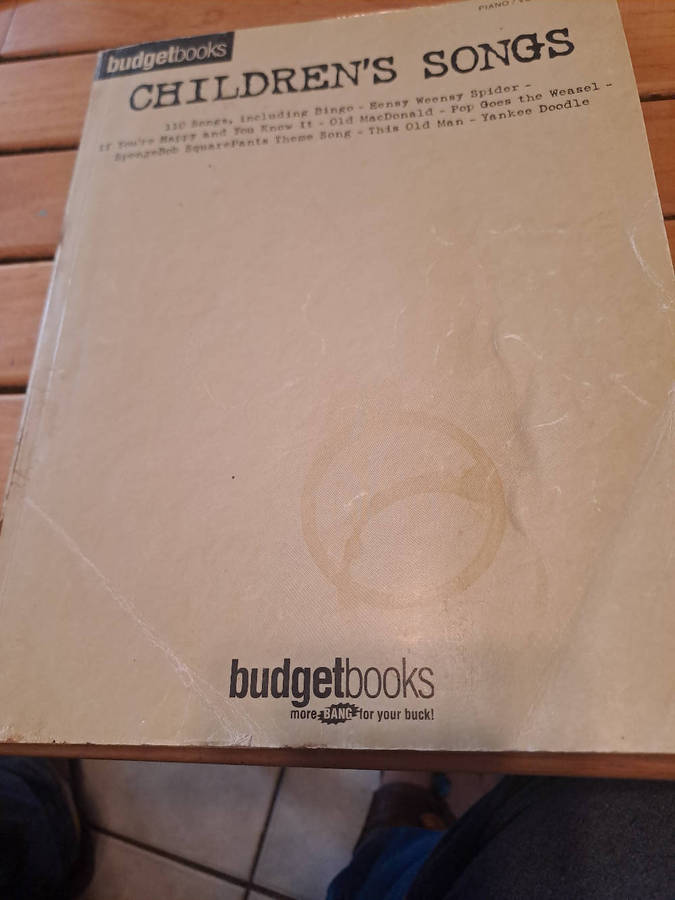 PIANO / V
budgetbooks
CHILDREN'S SONGS
110 Songs, including Bingo - Eensy Weensy Spider -
If You're Happy and You Know It - Old MacDonald - Pop Goes the Weasel -
SpongeBob SquarePants Theme Song - This Old Man - Yankee Doodle
budgetbooks
more BANG for your buck!